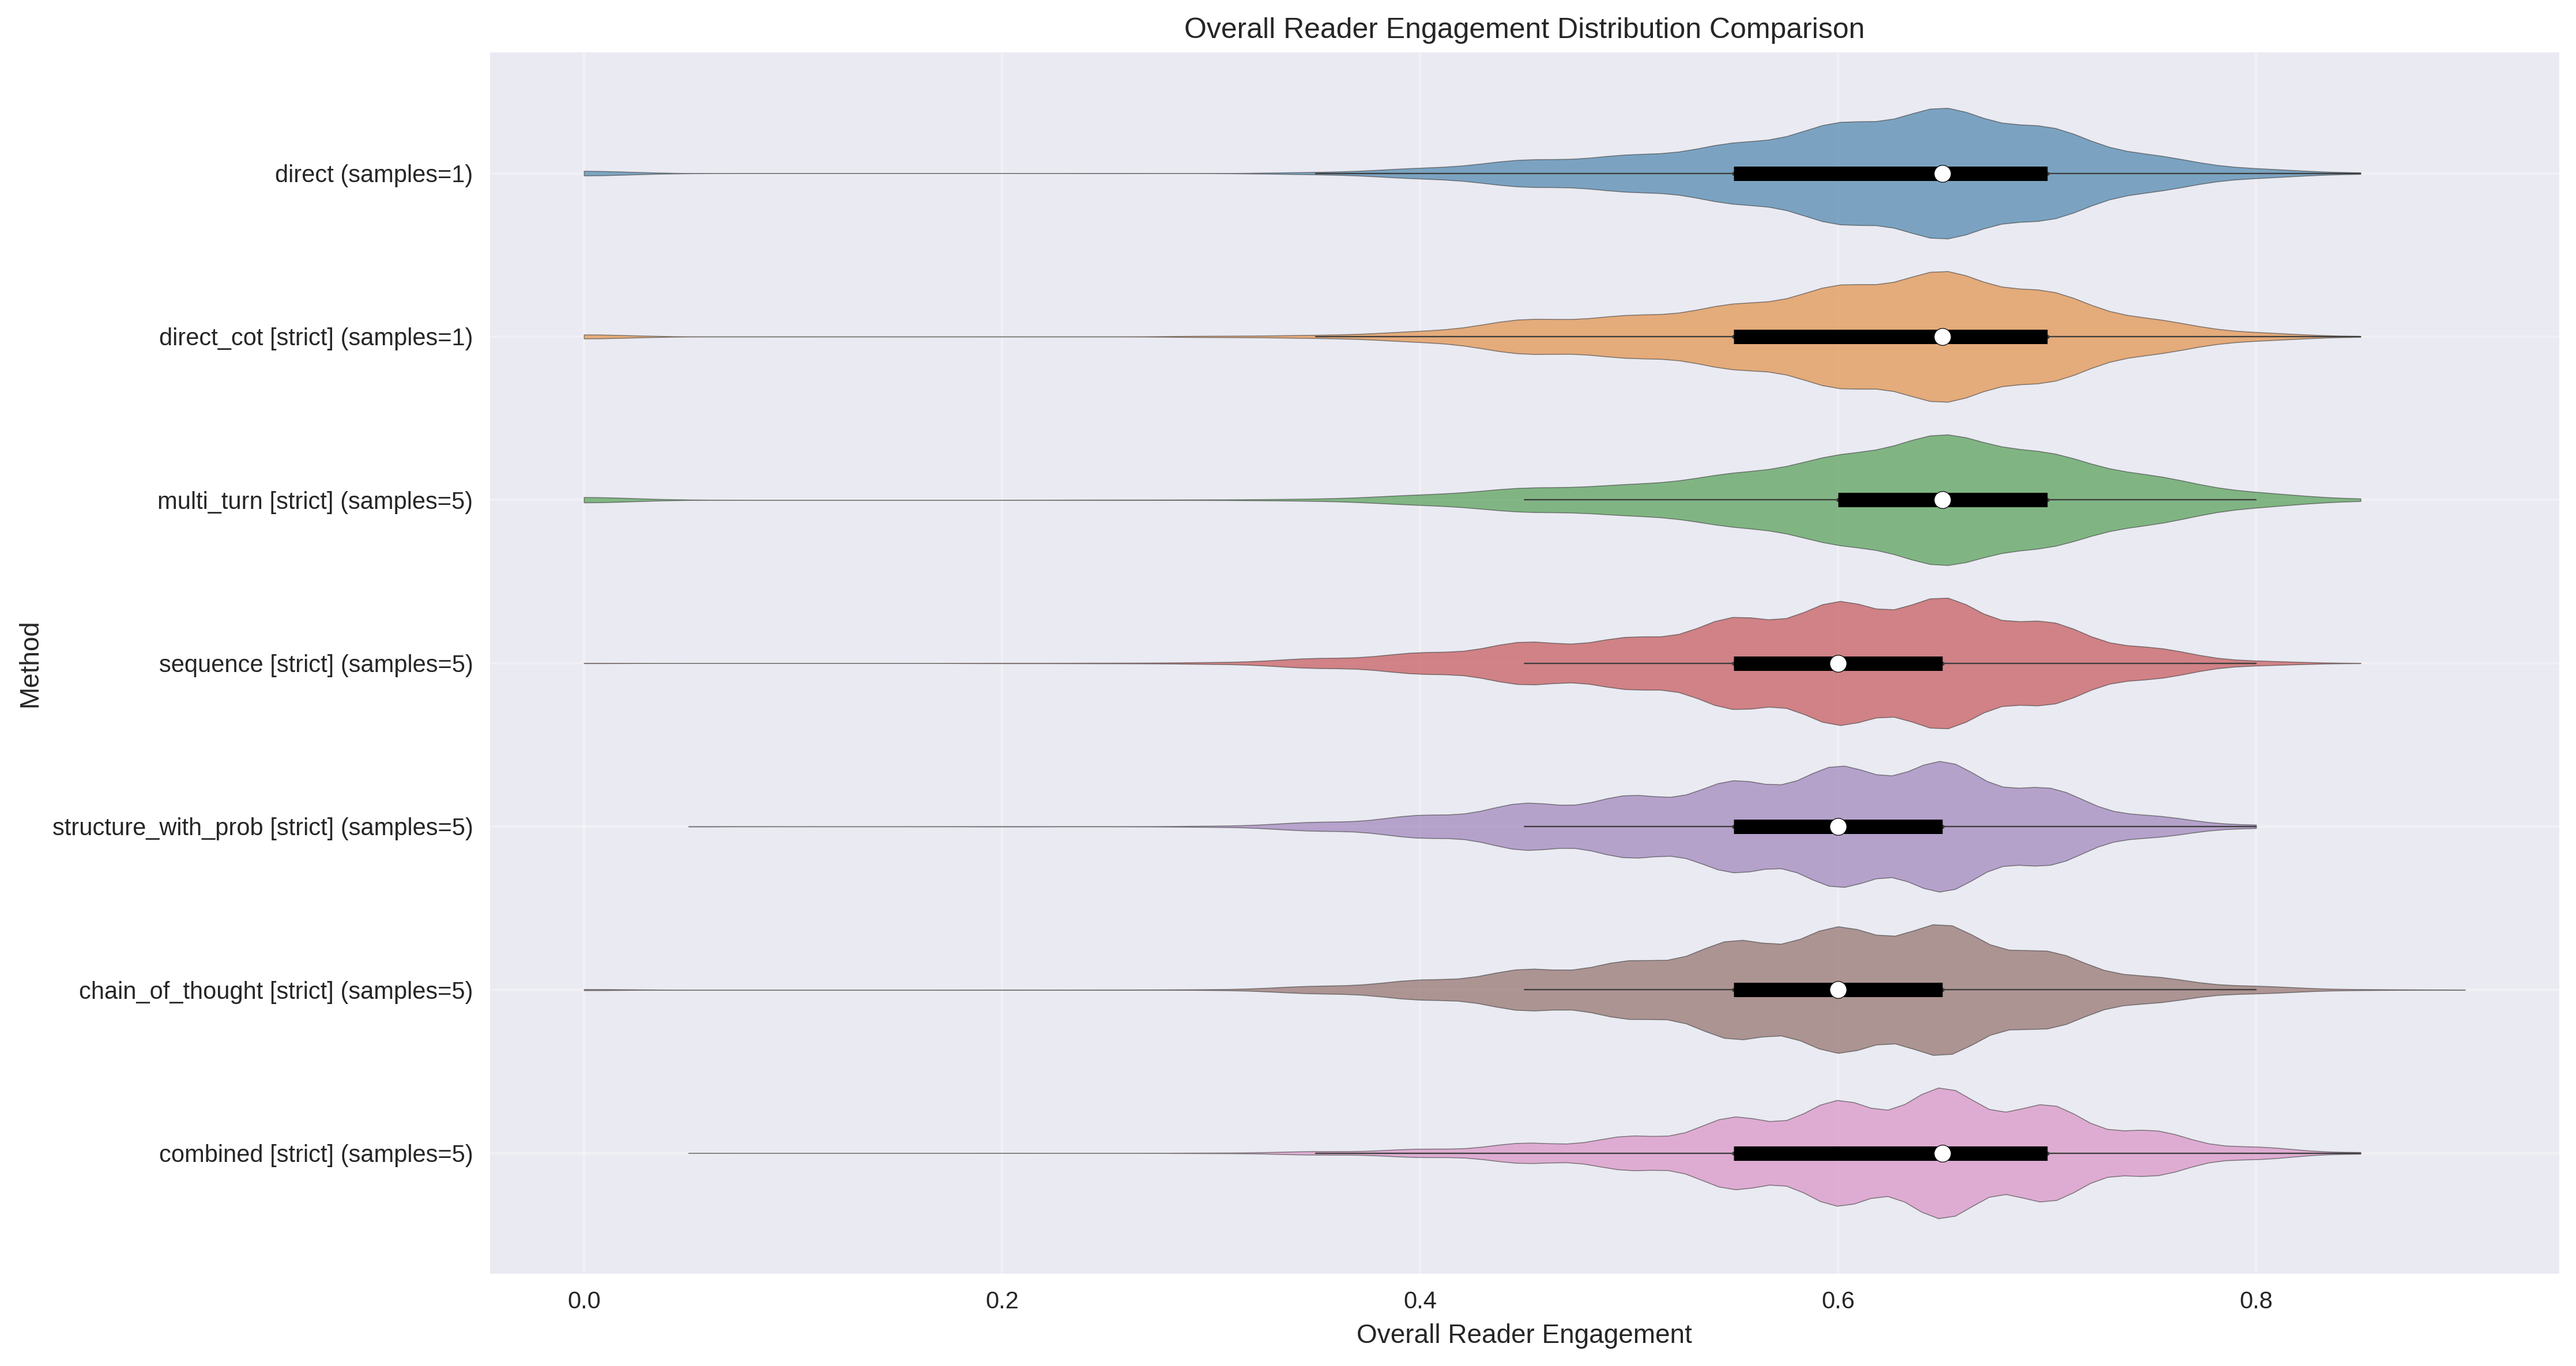 Overall Reader Engagement Distribution Comparison
Method
direct (samples=1)
direct_cot [strict] (samples=1)
multi_turn [strict] (samples=5)
sequence [strict] (samples=5)
structure_with_prob [strict] (samples=5)
chain_of_thought [strict] (samples=5)
combined [strict] (samples=5)
0.0 0.2 0.4 0.6 0.8
Overall Reader Engagement